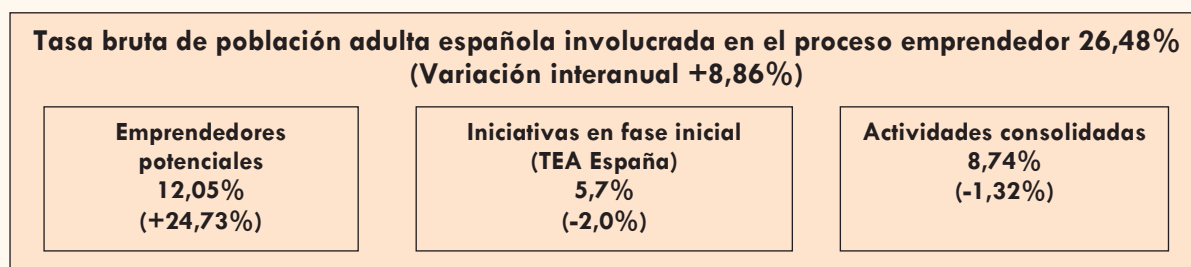 Tasa bruta de población adulta española involucrada en el proceso emprendedor 26,48%
(Variación interanual +8,86%)
Emprendedores
potenciales
12,05%
(+24,73%)
Iniciativas en fase inicial
(TEA España)
5,7%
(-2,0%)
Actividades consolidadas
8,74%
(-1,32%)